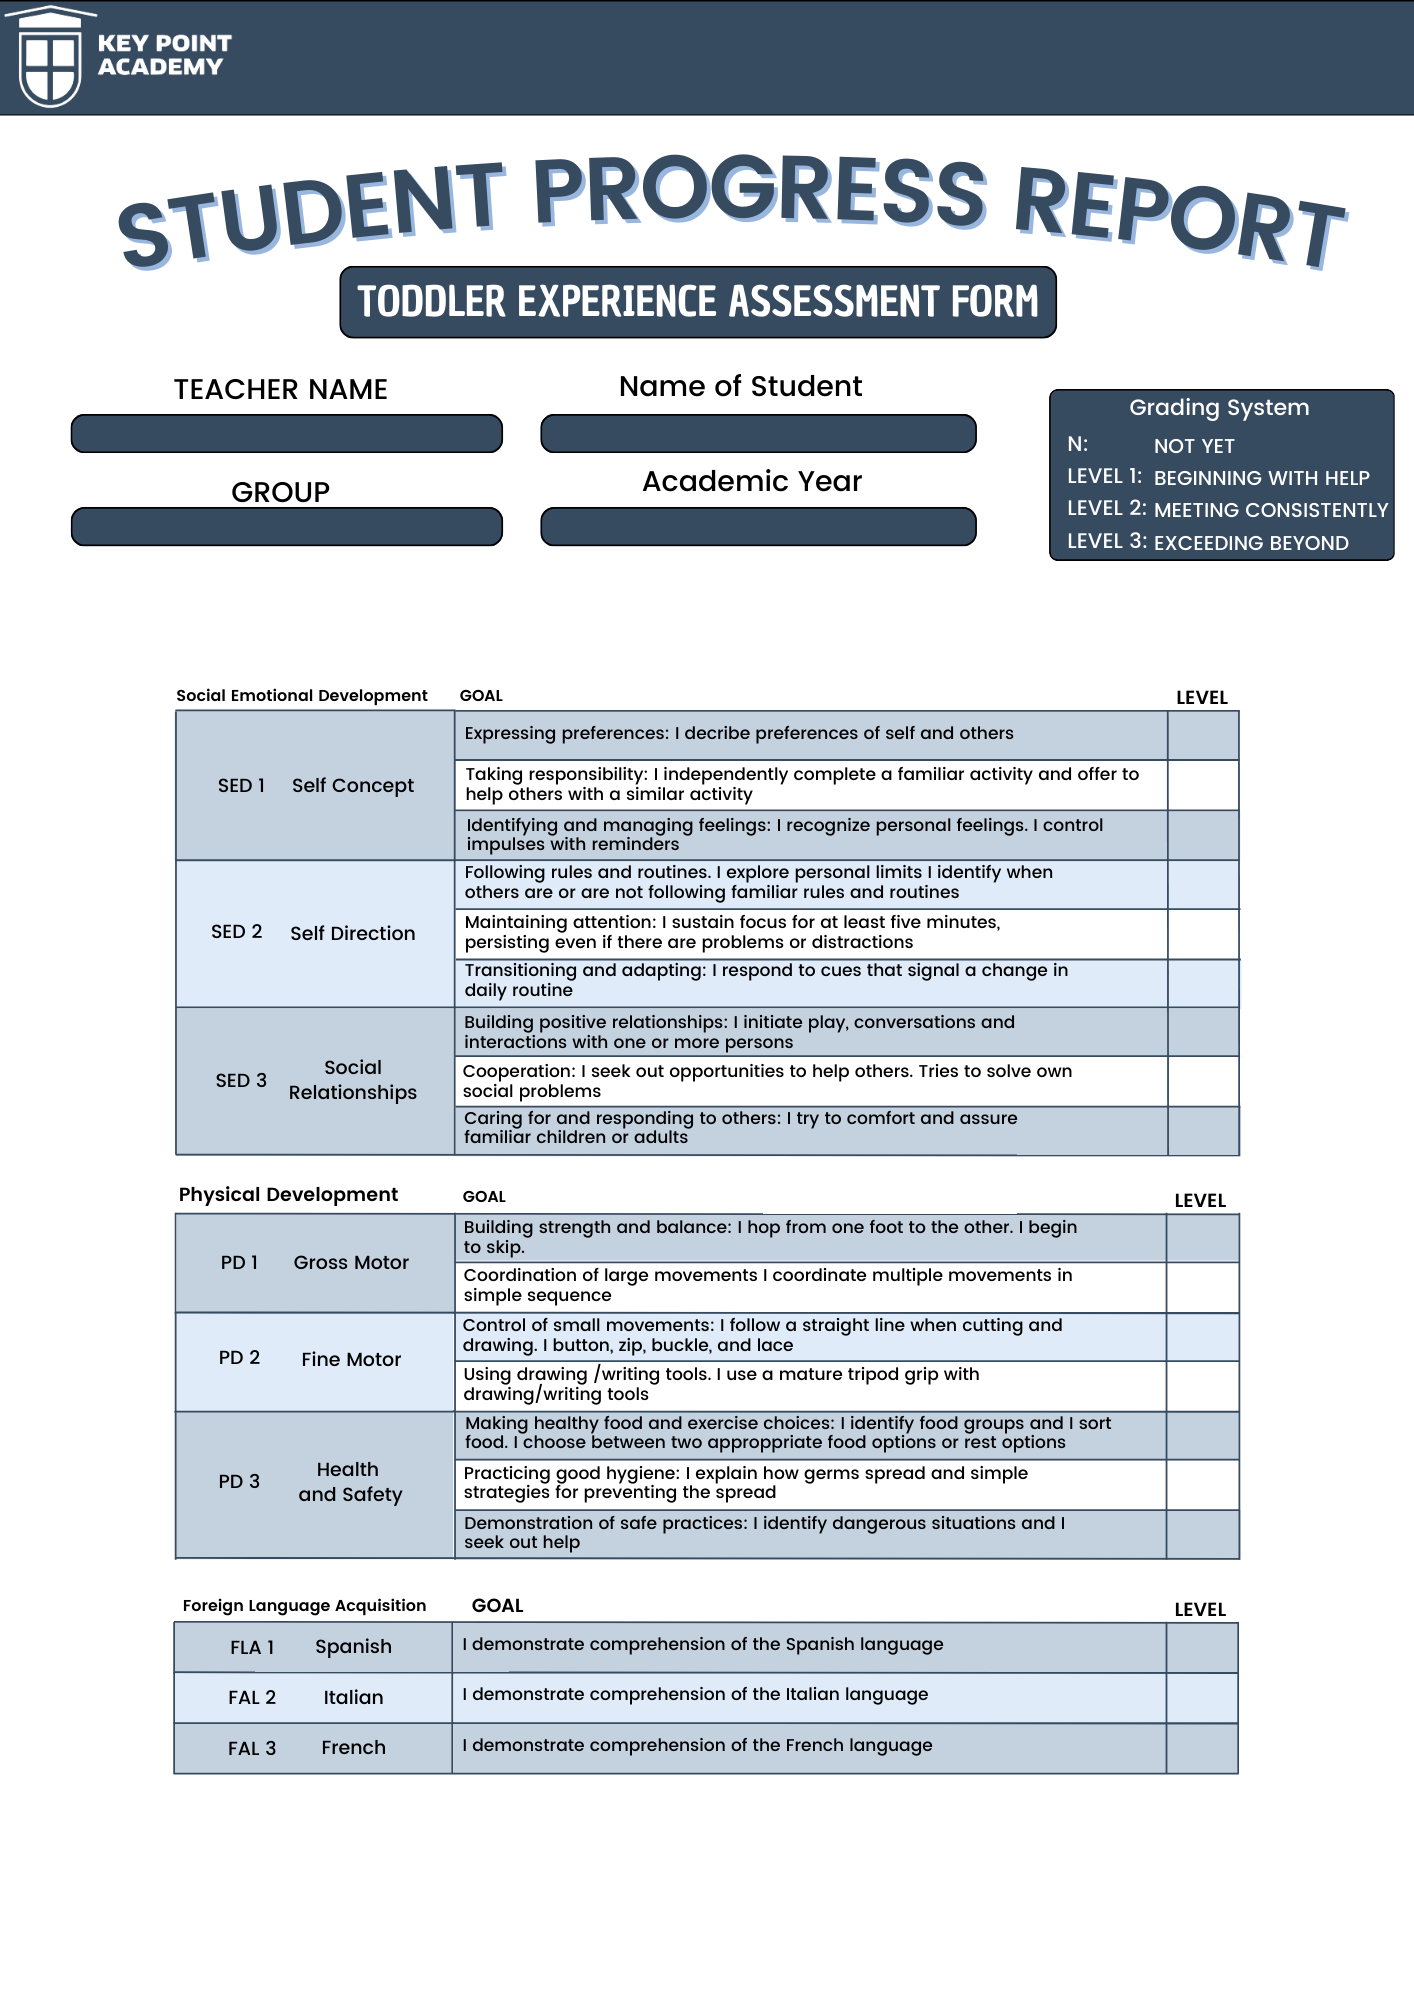 KEY POINT
ACADEMY
STUDENT PROGRESS REPORT
TODDLER EXPERIENCE ASSESSMENT FORM
TEACHER NAME
Name of Student
GROUP
Academic Year
Grading System
N: NOT YET
LEVEL 1: BEGINNING WITH HELP
LEVEL 2: MEETING CONSISTENTLY
LEVEL 3: EXCEEDING BEYOND
Social Emotional Development GOAL LEVEL
SED 1 Self Concept
Expressing preferences: I decribe preferences of self and others
Taking responsibility: I independently complete a familiar activity and offer to
help others with a similar activity
Identifying and managing feelings: I recognize personal feelings. I control
impulses with reminders
SED 2 Self Direction
Following rules and routines. I explore personal limits I identify when
others are or are not following familiar rules and routines
Maintaining attention: I sustain focus for at least five minutes,
persisting even if there are problems or distractions
Transitioning and adapting: I respond to cues that signal a change in
daily routine
SED 3 Social
Relationships
Building positive relationships: I initiate play, conversations and
interactions with one or more persons
Cooperation: I seek out opportunities to help others. Tries to solve own
social problems
Caring for and responding to others: I try to comfort and assure
familiar children or adults
Physical Development GOAL LEVEL
PD 1 Gross Motor
Building strength and balance: I hop from one foot to the other. I begin
to skip.
Coordination of large movements I coordinate multiple movements in
simple sequence
PD 2 Fine Motor
Control of small movements: I follow a straight line when cutting and
drawing. I button, zip, buckle, and lace
Using drawing /writing tools. I use a mature tripod grip with
drawing/writing tools
PD 3 Health
and Safety
Making healthy food and exercise choices: I identify food groups and I sort
food. I choose between two approppriate food options or rest options
Practicing good hygiene: I explain how germs spread and simple
strategies for preventing the spread
Demonstration of safe practices: I identify dangerous situations and I
seek out help
Foreign Language Acquisition GOAL LEVEL
FLA 1 Spanish I demonstrate comprehension of the Spanish language
FAL 2 Italian I demonstrate comprehension of the Italian language
FAL 3 French I demonstrate comprehension of the French language